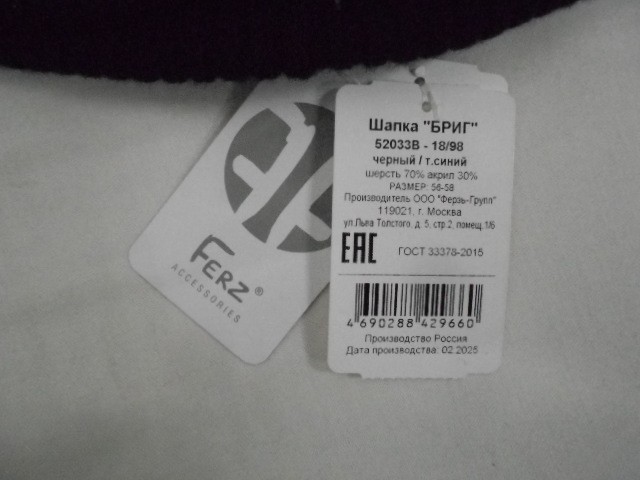 Шапка "БРИГ"
52033В - 18/98
черный / т.синий
шерсть 70% акрил 30%
РАЗМЕР: 56-58
Производитель ООО "Ферзь-Групп"
119021, г. Москва
ул.Льва Толстого, д. 5, стр.2, помещ. 1/6
ЕАС ГОСТ 33378-2015
4 690288 429660
Производство Россия
Дата производства: 02.2025
FERZ ®
ACCESSORIES